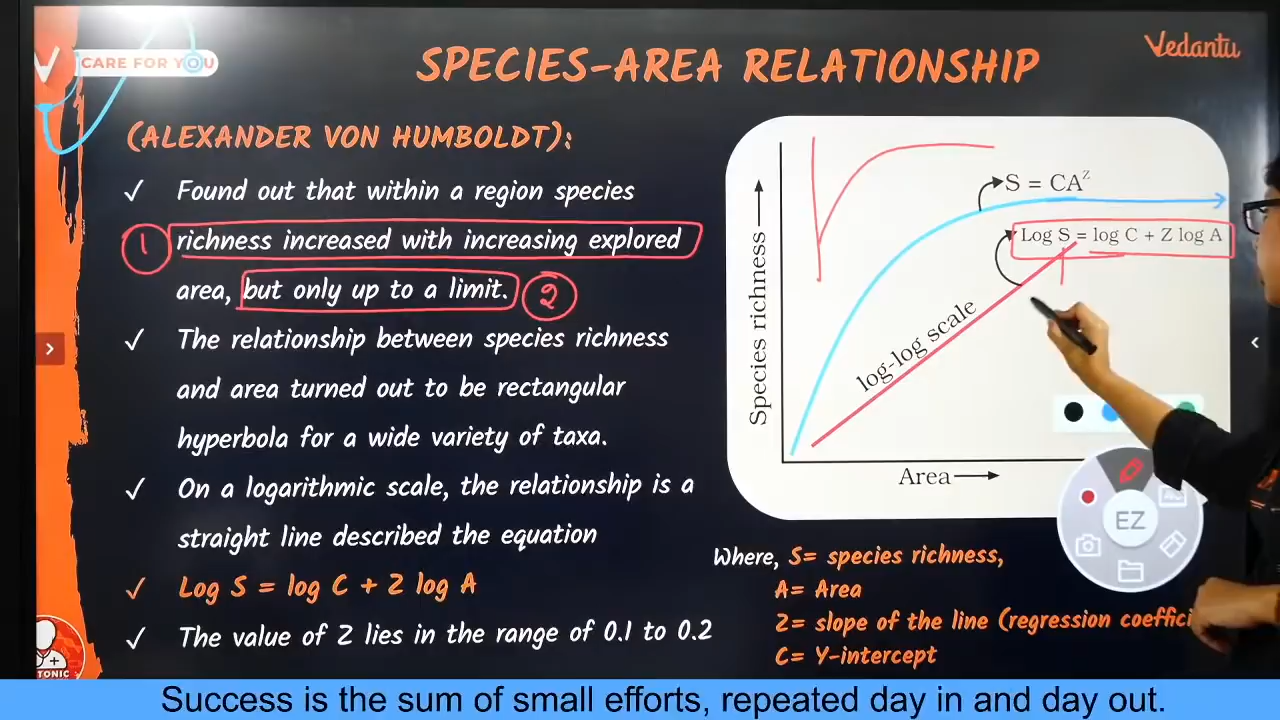 CARE FOR YOU
SPECIES-AREA RELATIONSHIP
Vedantu
(ALEXANDER VON HUMBOLDT):
✓ Found out that within a region species
1 richness increased with increasing explored
area, but only up to a limit. 2
✓ The relationship between species richness
and area turned out to be rectangular
hyperbola for a wide variety of taxa.
✓ On a logarithmic scale, the relationship is a
straight line described the equation
✓ Log S = log C + Z log A
✓ The value of Z lies in the range of 0.1 to 0.2
Species richness
S = CA^Z
Log S = log C + Z log A
log-log scale
Area
EZ
Where, S= species richness,
A= Area
Z= slope of the line (regression coeffici
C= Y-intercept
TONIC
Success is the sum of small efforts, repeated day in and day out.